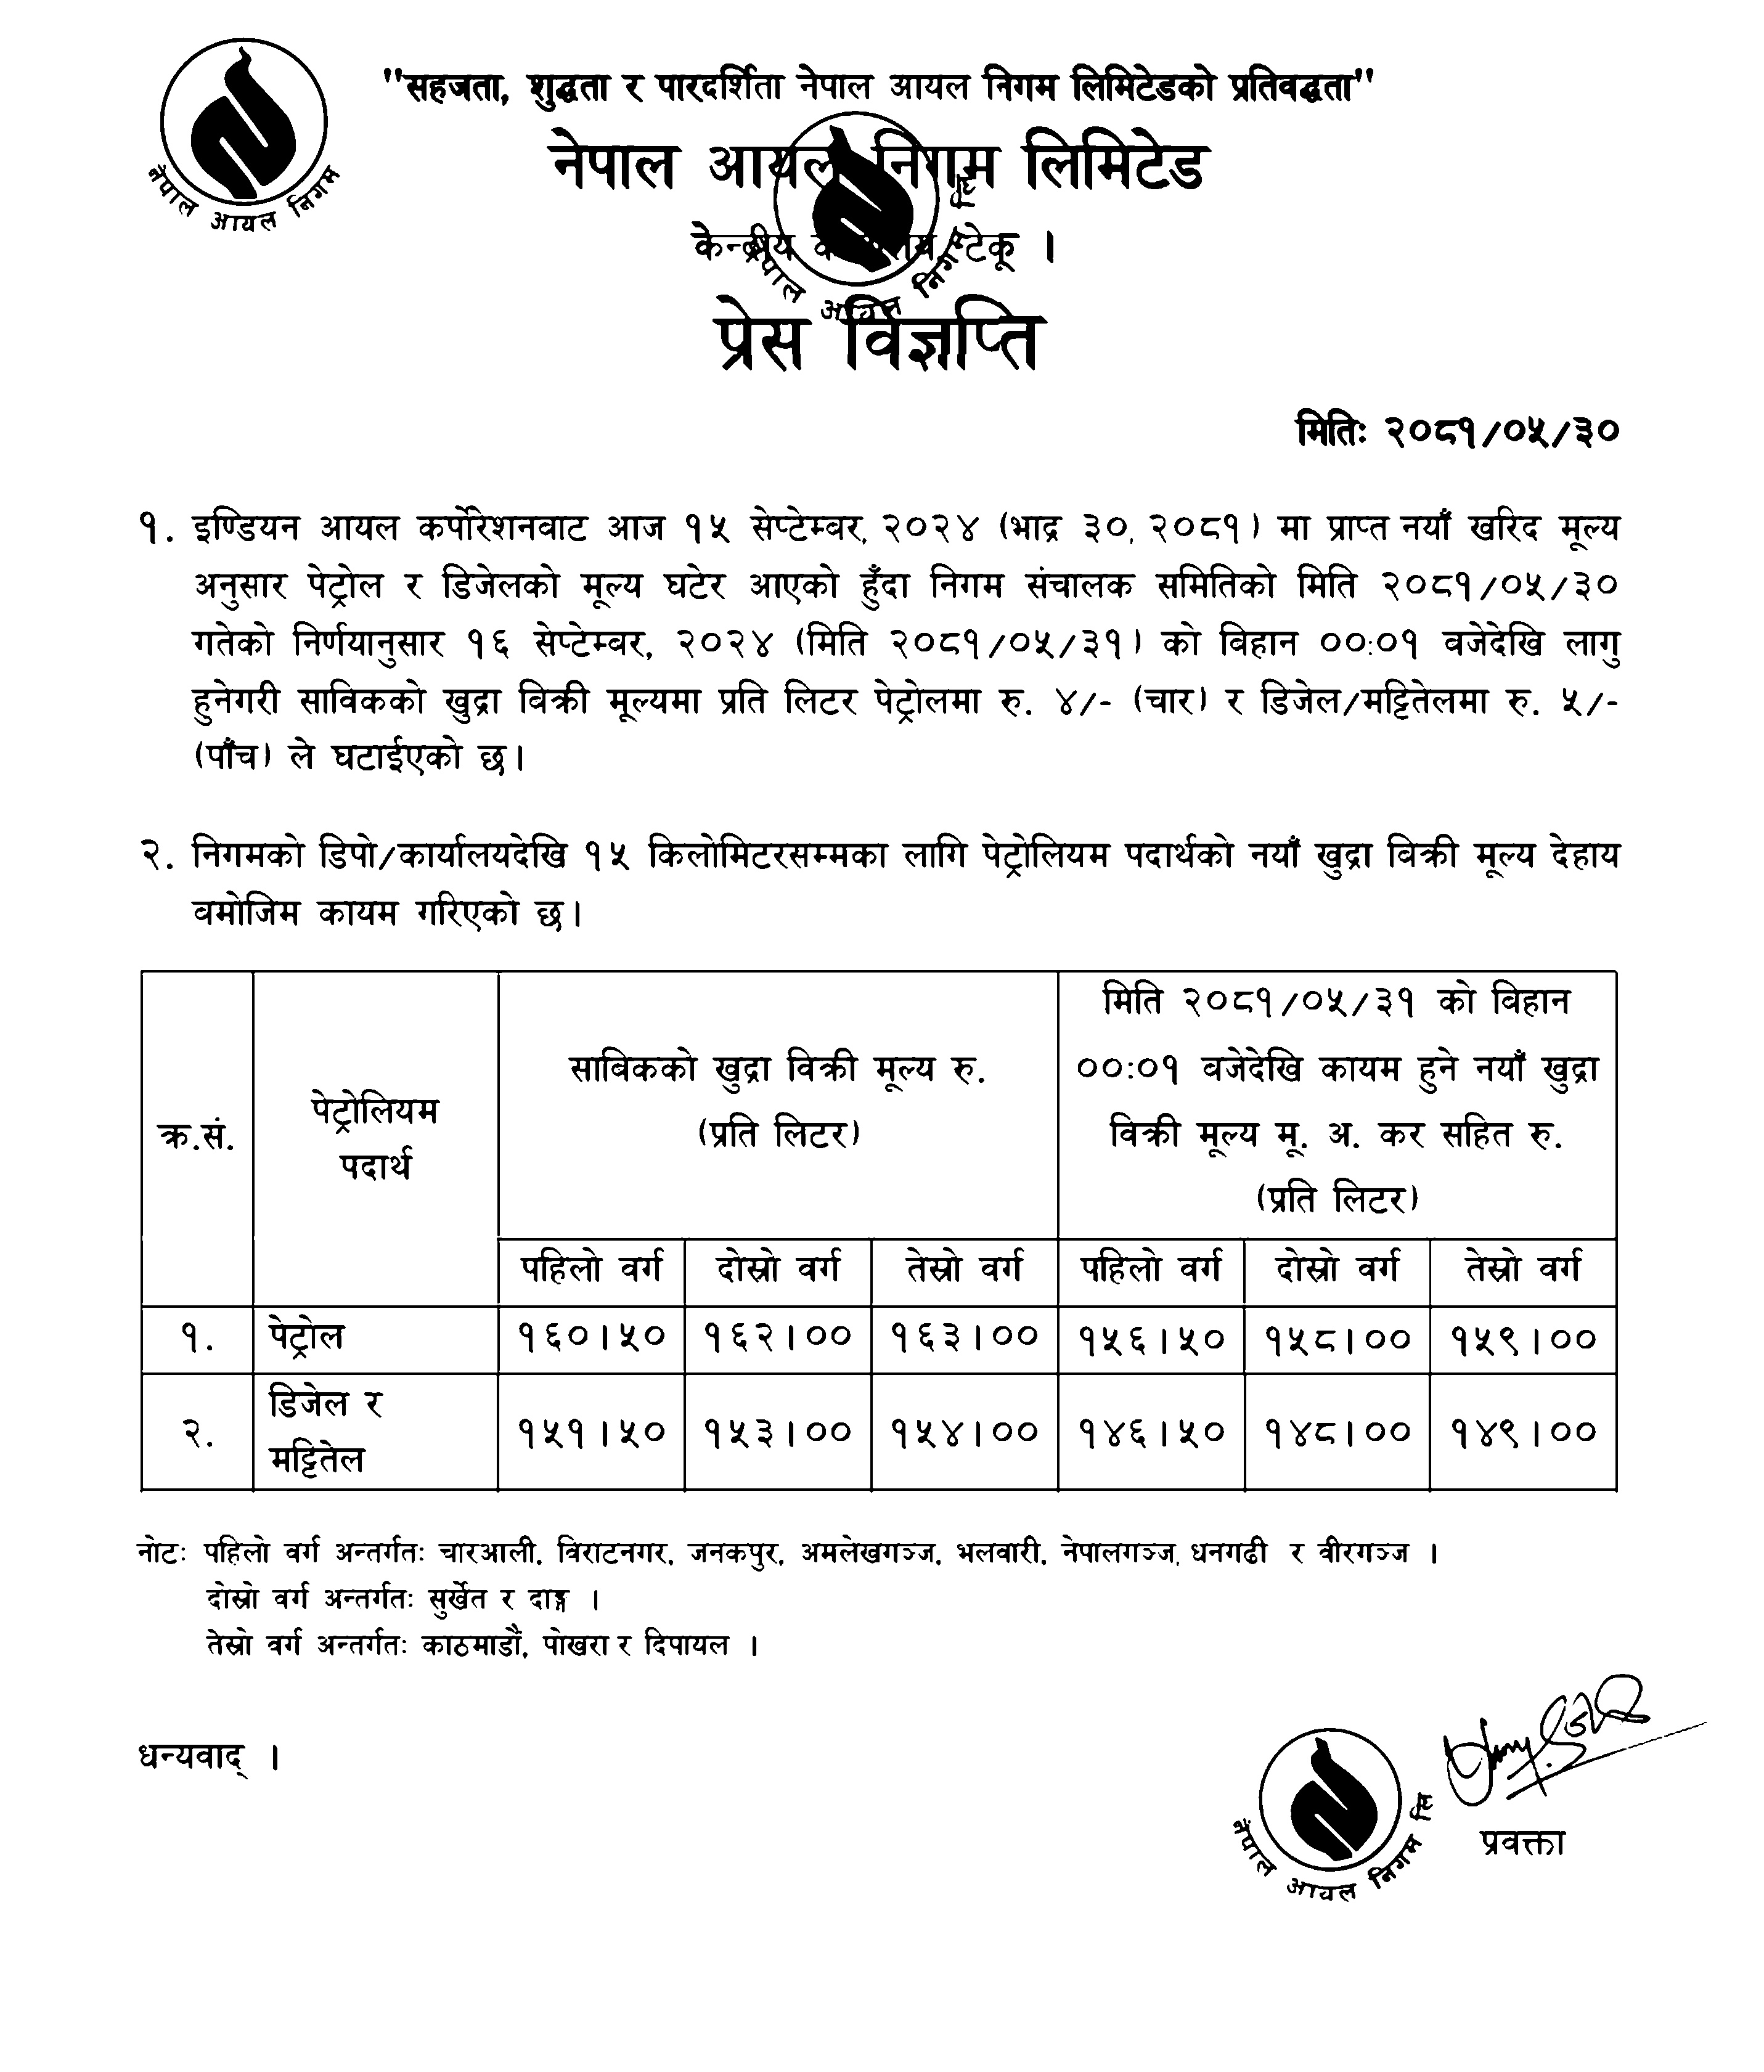 नेपाल आयल निगम
"सहजता, शुद्धता र पारदर्शिता नेपाल आयल निगम लिमिटेडको प्रतिवद्धता"
नेपाल आयल निगम लिमिटेड
नेपाल आयल निगम लि
केन्द्रीय टेकू ।
प्रेस विज्ञप्ति
मितिः २०८१/०५/३०
१. इण्डियन आयल कर्पोरेशनवाट आज १५ सेप्टेम्बर, २०२४ (भाद्र ३०, २०८१) मा प्राप्त नयाँ खरिद मूल्य
अनुसार पेट्रोल र डिजेलको मूल्य घटेर आएको हुँदा निगम संचालक समितिको मिति २०८१/०५/३०
गतेको निर्णयानुसार १६ सेप्टेम्बर, २०२४ (मिति २०८१/०५/३१) को विहान ००:०१ बजेदेखि लागु
हुनेगरी साविकको खुद्रा विक्री मूल्यमा प्रति लिटर पेट्रोलमा रु. ४/- (चार) र डिजेल/मट्टितेलमा रु. ५/-
(पाँच) ले घटाईएको छ।
२. निगमको डिपो/कार्यालयदेखि १५ किलोमिटरसम्मका लागि पेट्रोलियम पदार्थको नयाँ खुद्रा विक्री मूल्य देहाय
वमोजिम कायम गरिएको छ।
क्र.सं.
पेट्रोलियम
पदार्थ
साबिकको खुद्रा विक्री मूल्य रु.
(प्रति लिटर)
मिति २०८१/०५/३१ को बिहान
००:०१ बजेदेखि कायम हुने नयाँ खुद्रा
विक्री मूल्य मू. अ. कर सहित रु.
(प्रति लिटर)
पहिलो वर्ग दोस्रो वर्ग तेस्रो वर्ग पहिलो वर्ग दोस्रो वर्ग तेस्रो वर्ग
१. पेट्रोल १६०।५० १६२।०० १६३।०० १५६।५० १५८।०० १५९।००
२. डिजेल र
मट्टितेल १५१।५० १५३।०० १५४।०० १४६।५० १४८।०० १४९।००
नोटः पहिलो वर्ग अन्तर्गतः चारआली, विराटनगर, जनकपुर, अमलेखगञ्ज, भलवारी, नेपालगञ्ज, धनगढी र वीरगञ्ज ।
दोस्रो वर्ग अन्तर्गतः सुर्खेत र दाङ्ग ।
तेस्रो वर्ग अन्तर्गतः काठमाडौं, पोखरा र दिपायल ।
धन्यवाद् ।
नेपाल आयल निगम लि
प्रवक्ता